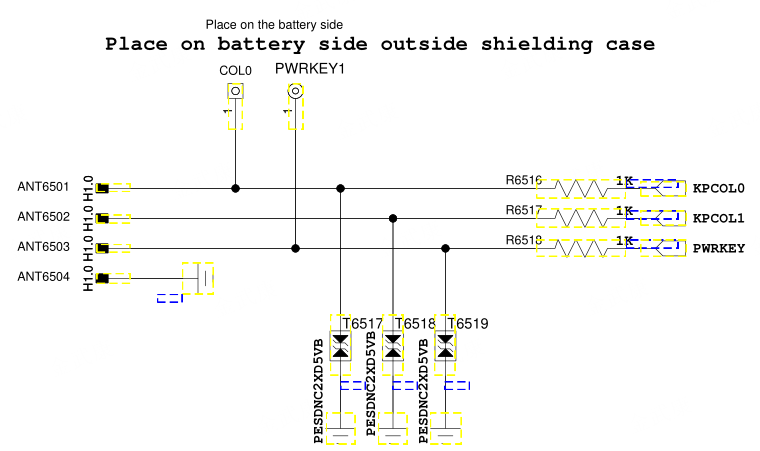 Place on the battery side
Place on battery side outside shielding case
COL0
PWRKEY1
1
1
ANT6501
H1.0
R6516
1K
KPCOL0
ANT6502
H1.0
R6517
1K
KPCOL1
ANT6503
H1.0
R6518
1K
PWRKEY
ANT6504
H1.0
T6517
T6518
T6519
PESDNC2XD5VB
PESDNC2XD5VB
PESDNC2XD5VB